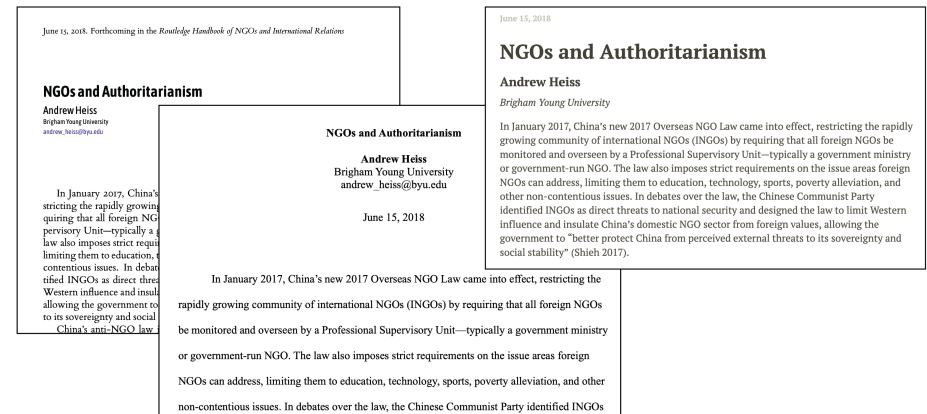 June 15, 2018. Forthcoming in the Routledge Handbook of NGOs and International Relations
NGOs and Authoritarianism
Andrew Heiss
Brigham Young University
andrew_heiss@byu.edu
In January 2017, China's
stricting the rapidly growing
quiring that all foreign NG
pervisory Unit—typically a g
law also imposes strict requi
limiting them to education, t
contentious issues. In debat
tified INGOs as direct threa
Western influence and insula
allowing the government to
to its sovereignty and social
China's anti-NGO law i
NGOs and Authoritarianism
Andrew Heiss
Brigham Young University
andrew_heiss@byu.edu
June 15, 2018
In January 2017, China's new 2017 Overseas NGO Law came into effect, restricting the
rapidly growing community of international NGOs (INGOs) by requiring that all foreign NGOs
be monitored and overseen by a Professional Supervisory Unit—typically a government ministry
or government-run NGO. The law also imposes strict requirements on the issue areas foreign
NGOs can address, limiting them to education, technology, sports, poverty alleviation, and other
non-contentious issues. In debates over the law, the Chinese Communist Party identified INGOs
June 15, 2018
NGOs and Authoritarianism
Andrew Heiss
Brigham Young University
In January 2017, China's new 2017 Overseas NGO Law came into effect, restricting the rapidly
growing community of international NGOs (INGOs) by requiring that all foreign NGOs be
monitored and overseen by a Professional Supervisory Unit—typically a government ministry
or government-run NGO. The law also imposes strict requirements on the issue areas foreign
NGOs can address, limiting them to education, technology, sports, poverty alleviation, and
other non-contentious issues. In debates over the law, the Chinese Communist Party
identified INGOs as direct threats to national security and designed the law to limit Western
influence and insulate China's domestic NGO sector from foreign values, allowing the
government to “better protect China from perceived external threats to its sovereignty and
social stability” (Shieh 2017).